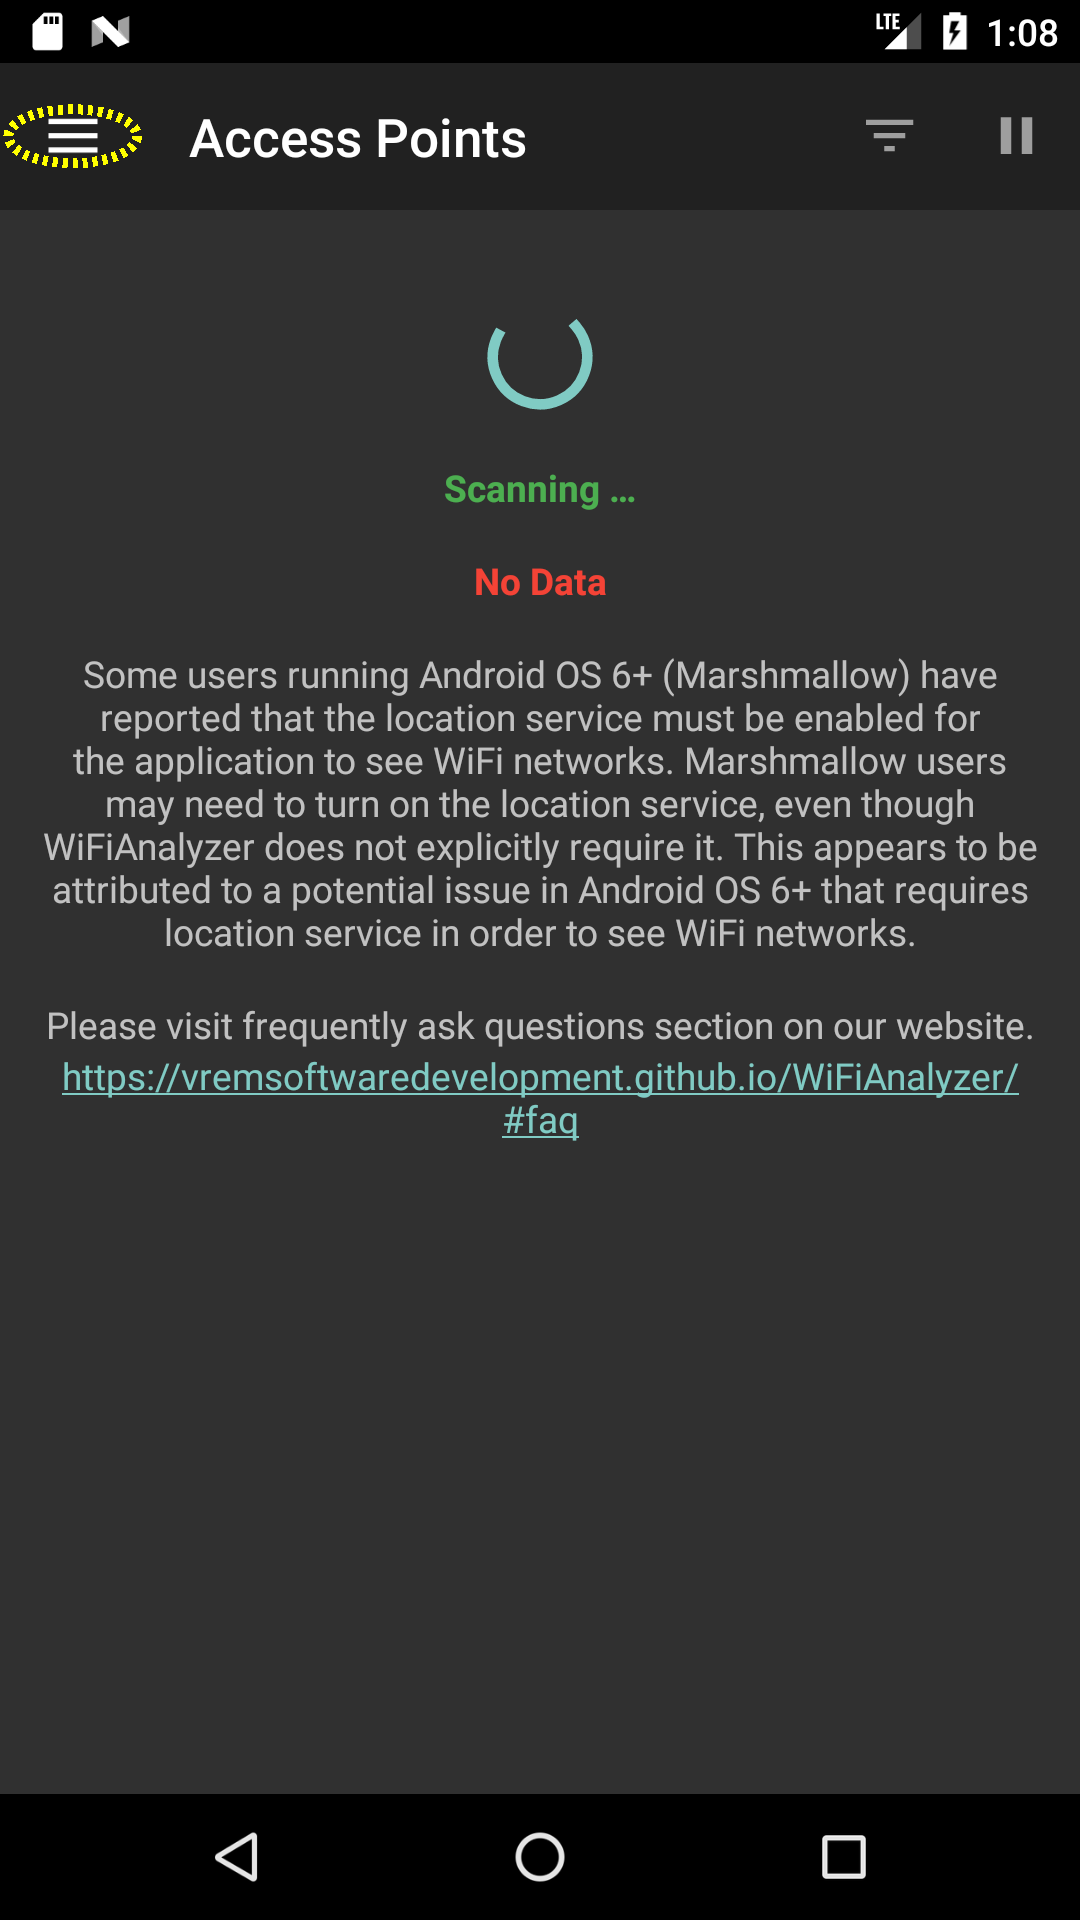 LTE
1:08
Access Points
Scanning ...
No Data
Some users running Android OS 6+ (Marshmallow) have
reported that the location service must be enabled for
the application to see WiFi networks. Marshmallow users
may need to turn on the location service, even though
WiFiAnalyzer does not explicitly require it. This appears to be
attributed to a potential issue in Android OS 6+ that requires
location service in order to see WiFi networks.
Please visit frequently ask questions section on our website.
https://vremsoftwaredevelopment.github.io/WiFiAnalyzer/
#faq